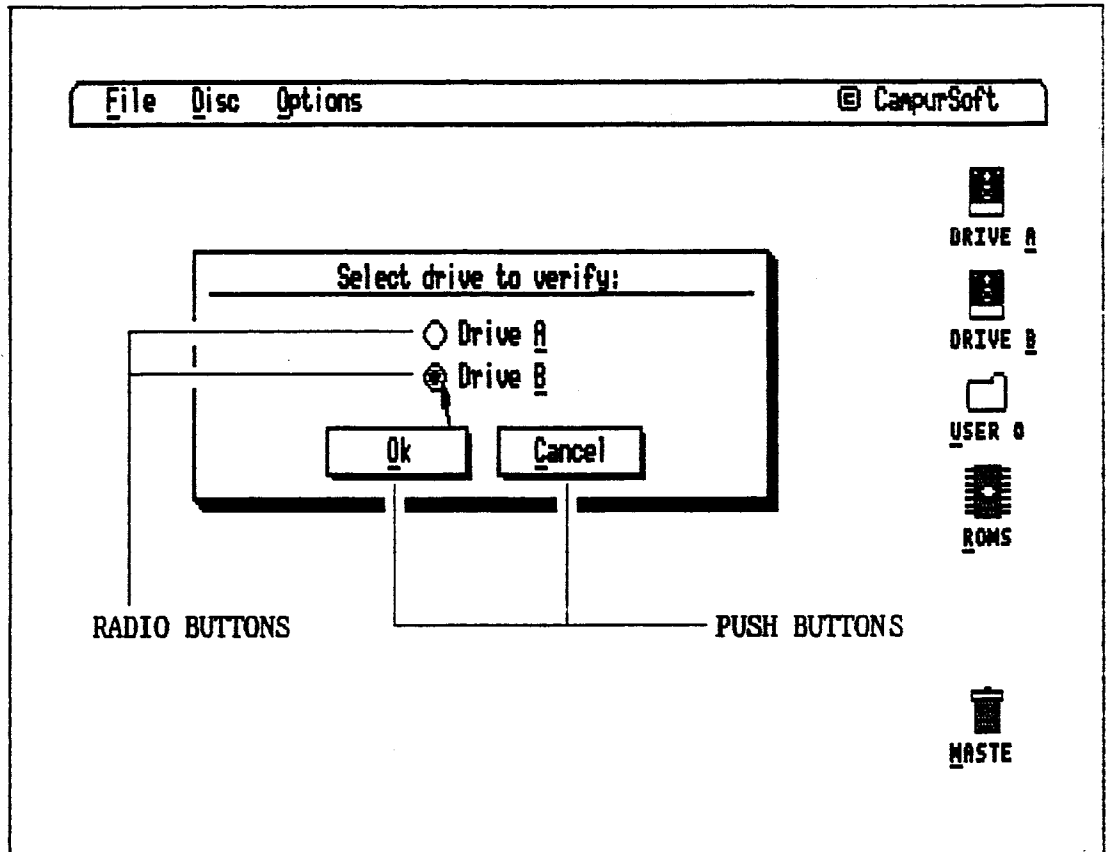 File Disc Options © CampurSoft
DRIVE A
Select drive to verify:
Drive A
Drive B
DRIVE B
Ok Cancel
USER 0
ROMS
RADIO BUTTONS
PUSH BUTTONS
WASTE